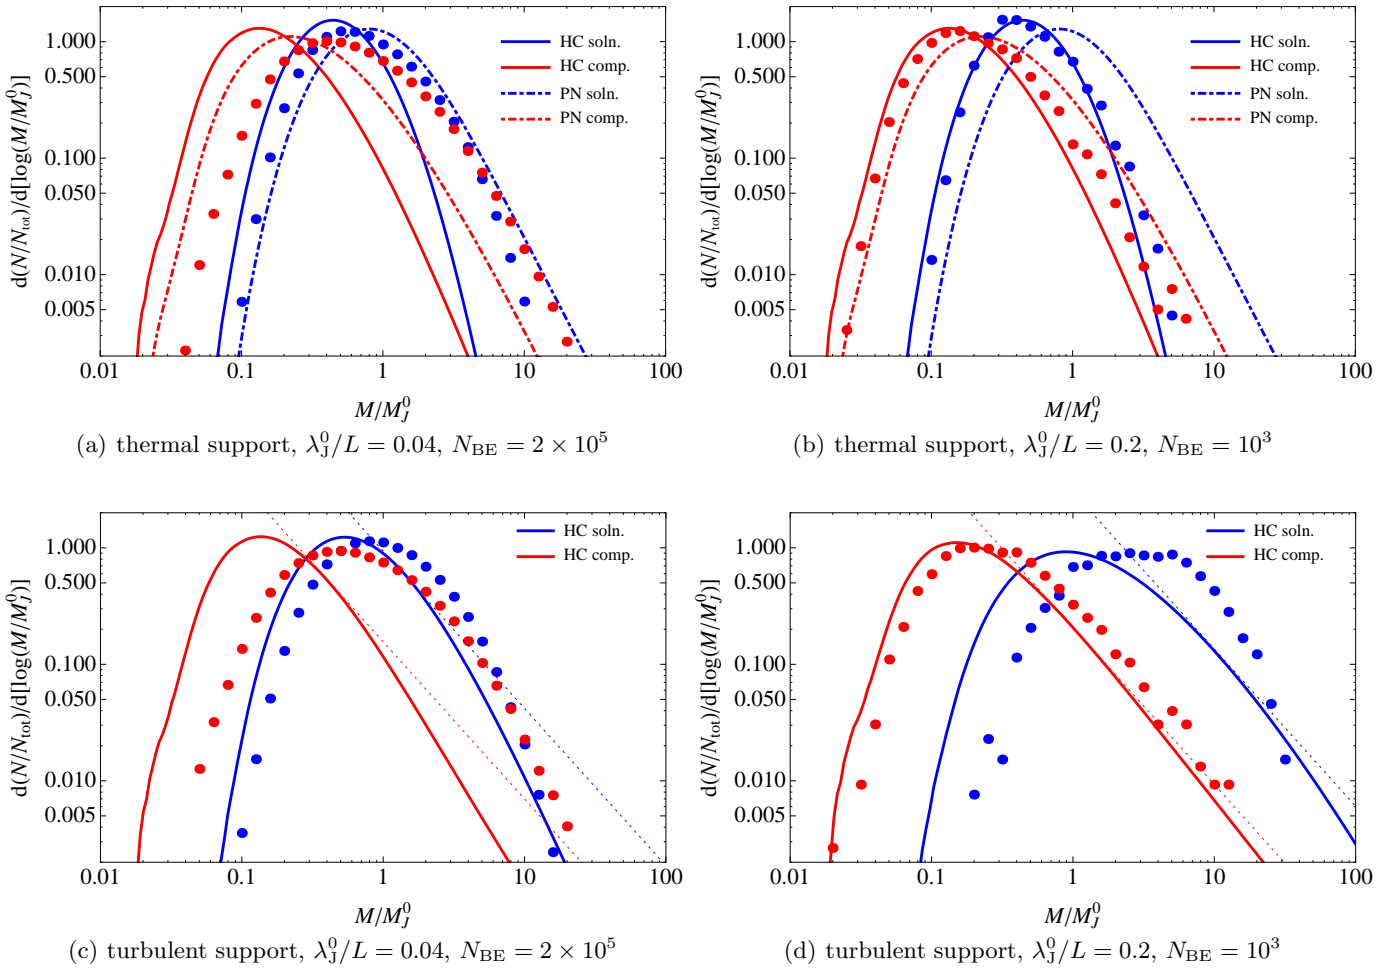 d(N/N_tot)/d[log(M/M_J^0)]
1.000
0.500
0.100
0.050
0.010
0.005
HC soln.
HC comp.
PN soln.
PN comp.
0.01 0.1 1 10 100
M/M_J^0
(a) thermal support, λ_J^0/L = 0.04, N_BE = 2 × 10^5
d(N/N_tot)/d[log(M/M_J^0)]
1.000
0.500
0.100
0.050
0.010
0.005
HC soln.
HC comp.
PN soln.
PN comp.
0.01 0.1 1 10 100
M/M_J^0
(b) thermal support, λ_J^0/L = 0.2, N_BE = 10^3
d(N/N_tot)/d[log(M/M_J^0)]
1.000
0.500
0.100
0.050
0.010
0.005
HC soln.
HC comp.
0.01 0.1 1 10 100
M/M_J^0
(c) turbulent support, λ_J^0/L = 0.04, N_BE = 2 × 10^5
d(N/N_tot)/d[log(M/M_J^0)]
1.000
0.500
0.100
0.050
0.010
0.005
HC soln.
HC comp.
0.01 0.1 1 10 100
M/M_J^0
(d) turbulent support, λ_J^0/L = 0.2, N_BE = 10^3